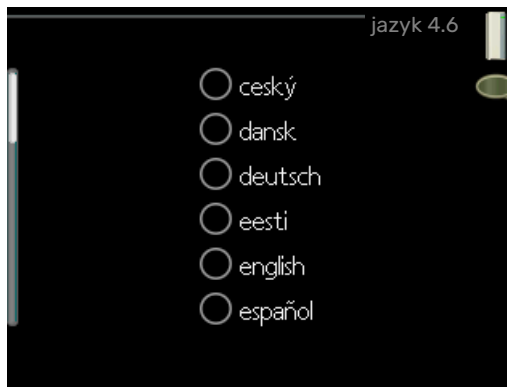 jazyk 4.6
ceský
dansk
deutsch
eesti
english
español